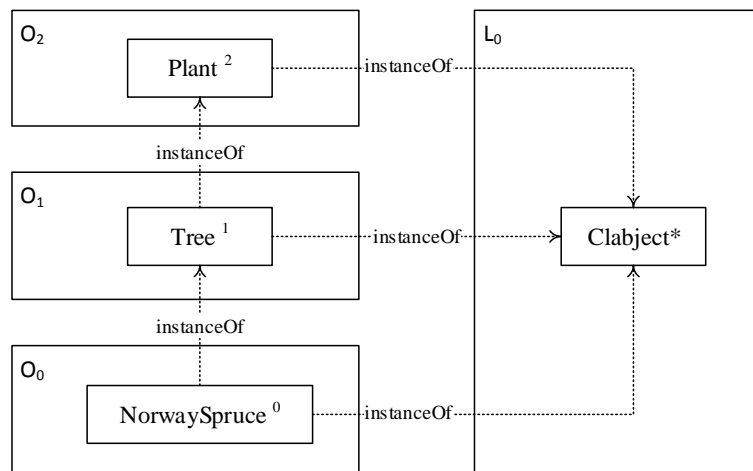 O₂
L₀
Plant ²
instanceOf
instanceOf
O₁
Tree ¹
instanceOf
Clabject*
instanceOf
O₀
NorwaySpruce ⁰
instanceOf